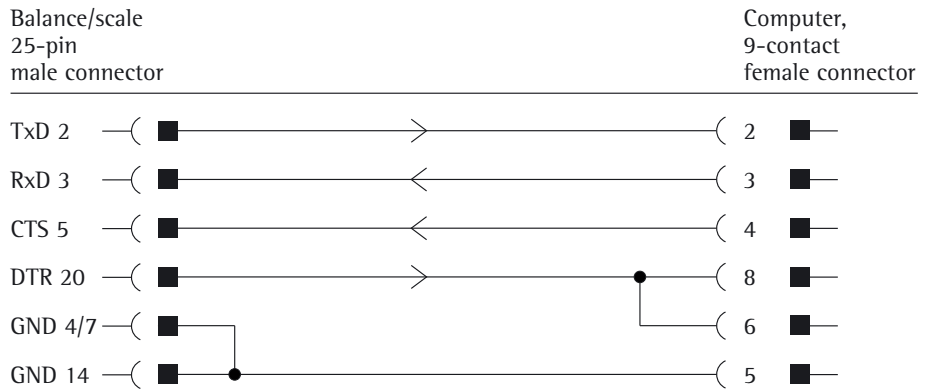 Balance/scale
25-pin
male connector
Computer,
9-contact
female connector
TxD 2
2
RxD 3
3
CTS 5
4
DTR 20
8
GND 4/7
6
GND 14
5